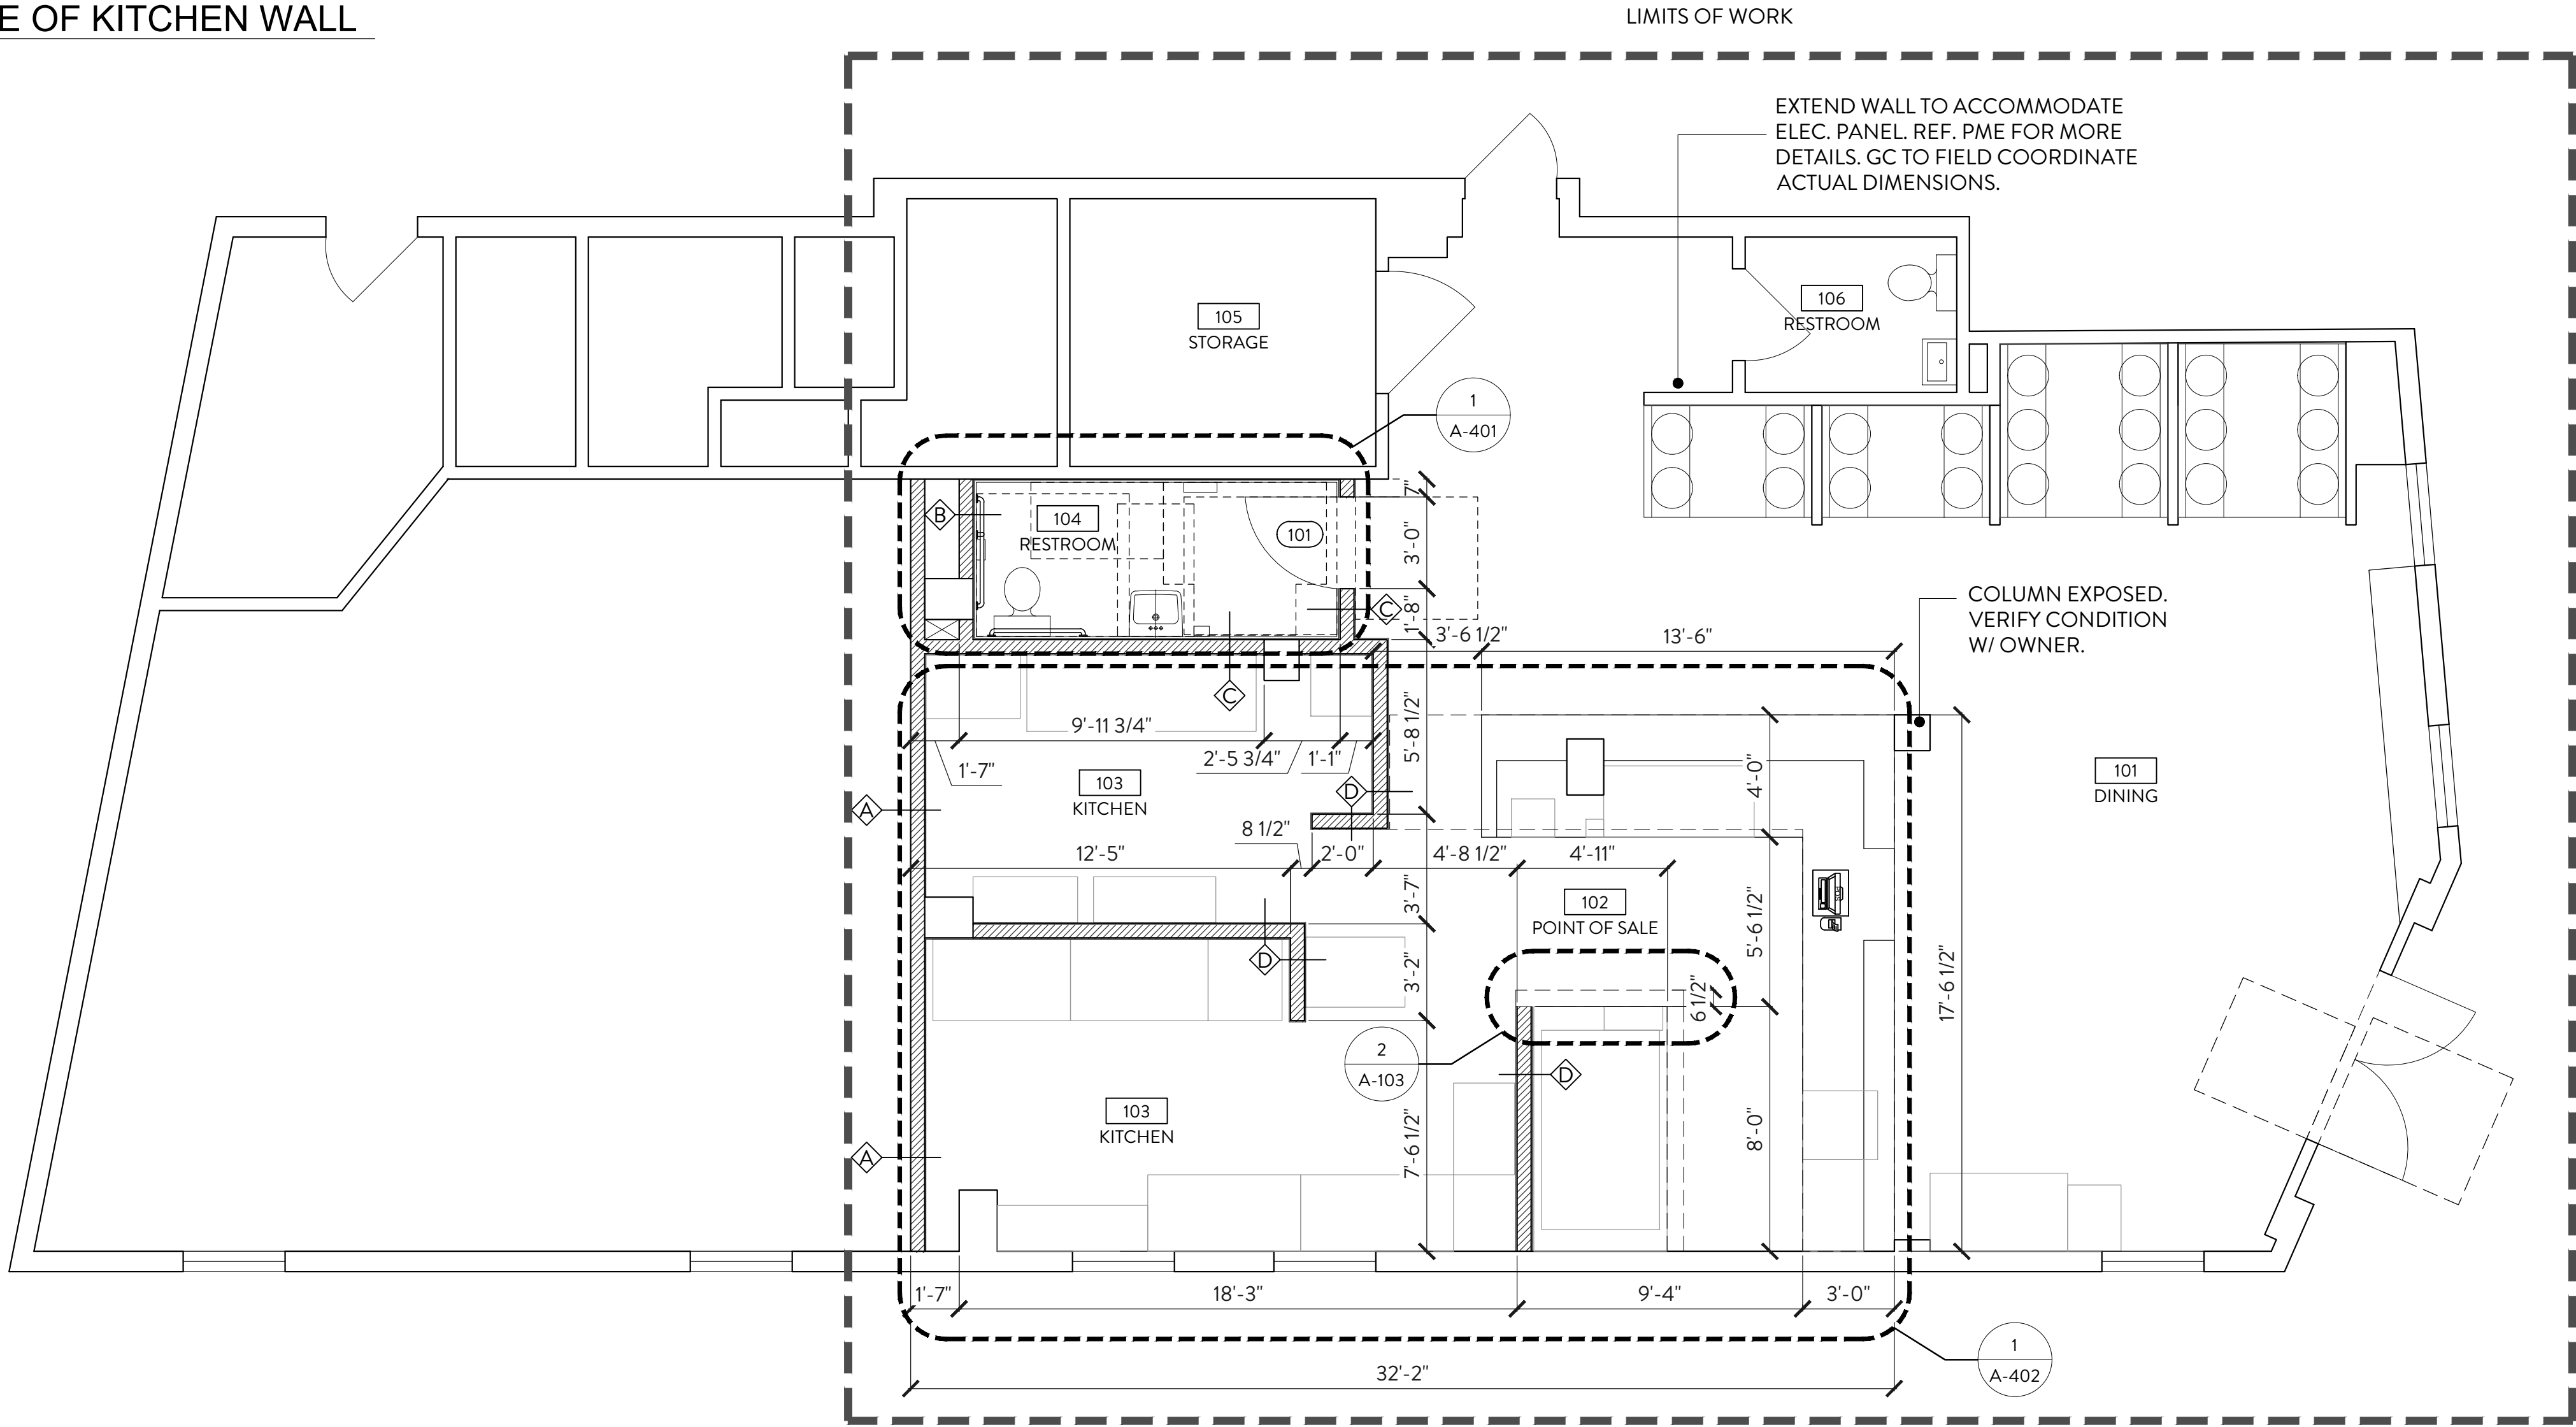 E OF KITCHEN WALL
LIMITS OF WORK
EXTEND WALL TO ACCOMMODATE
ELEC. PANEL. REF. PME FOR MORE
DETAILS. GC TO FIELD COORDINATE
ACTUAL DIMENSIONS.
106
RESTROOM
105
STORAGE
1
A-401
B
104
RESTROOM
101
7"
3'-0"
1'-8"
C
C
COLUMN EXPOSED.
VERIFY CONDITION
W/ OWNER.
3'-6 1/2"
13'-6"
9'-11 3/4"
2'-5 3/4"
1'-1"
1'-7"
5'-8 1/2"
4'-0"
103
KITCHEN
D
A
101
DINING
8 1/2"
12'-5"
2'-0"
4'-8 1/2"
4'-11"
3'-7"
102
POINT OF SALE
5'-6 1/2"
D
3'-2"
6 1/2"
17'-6 1/2"
2
A-103
D
103
KITCHEN
A
7'-6 1/2"
8'-0"
1'-7"
18'-3"
9'-4"
3'-0"
32'-2"
1
A-402